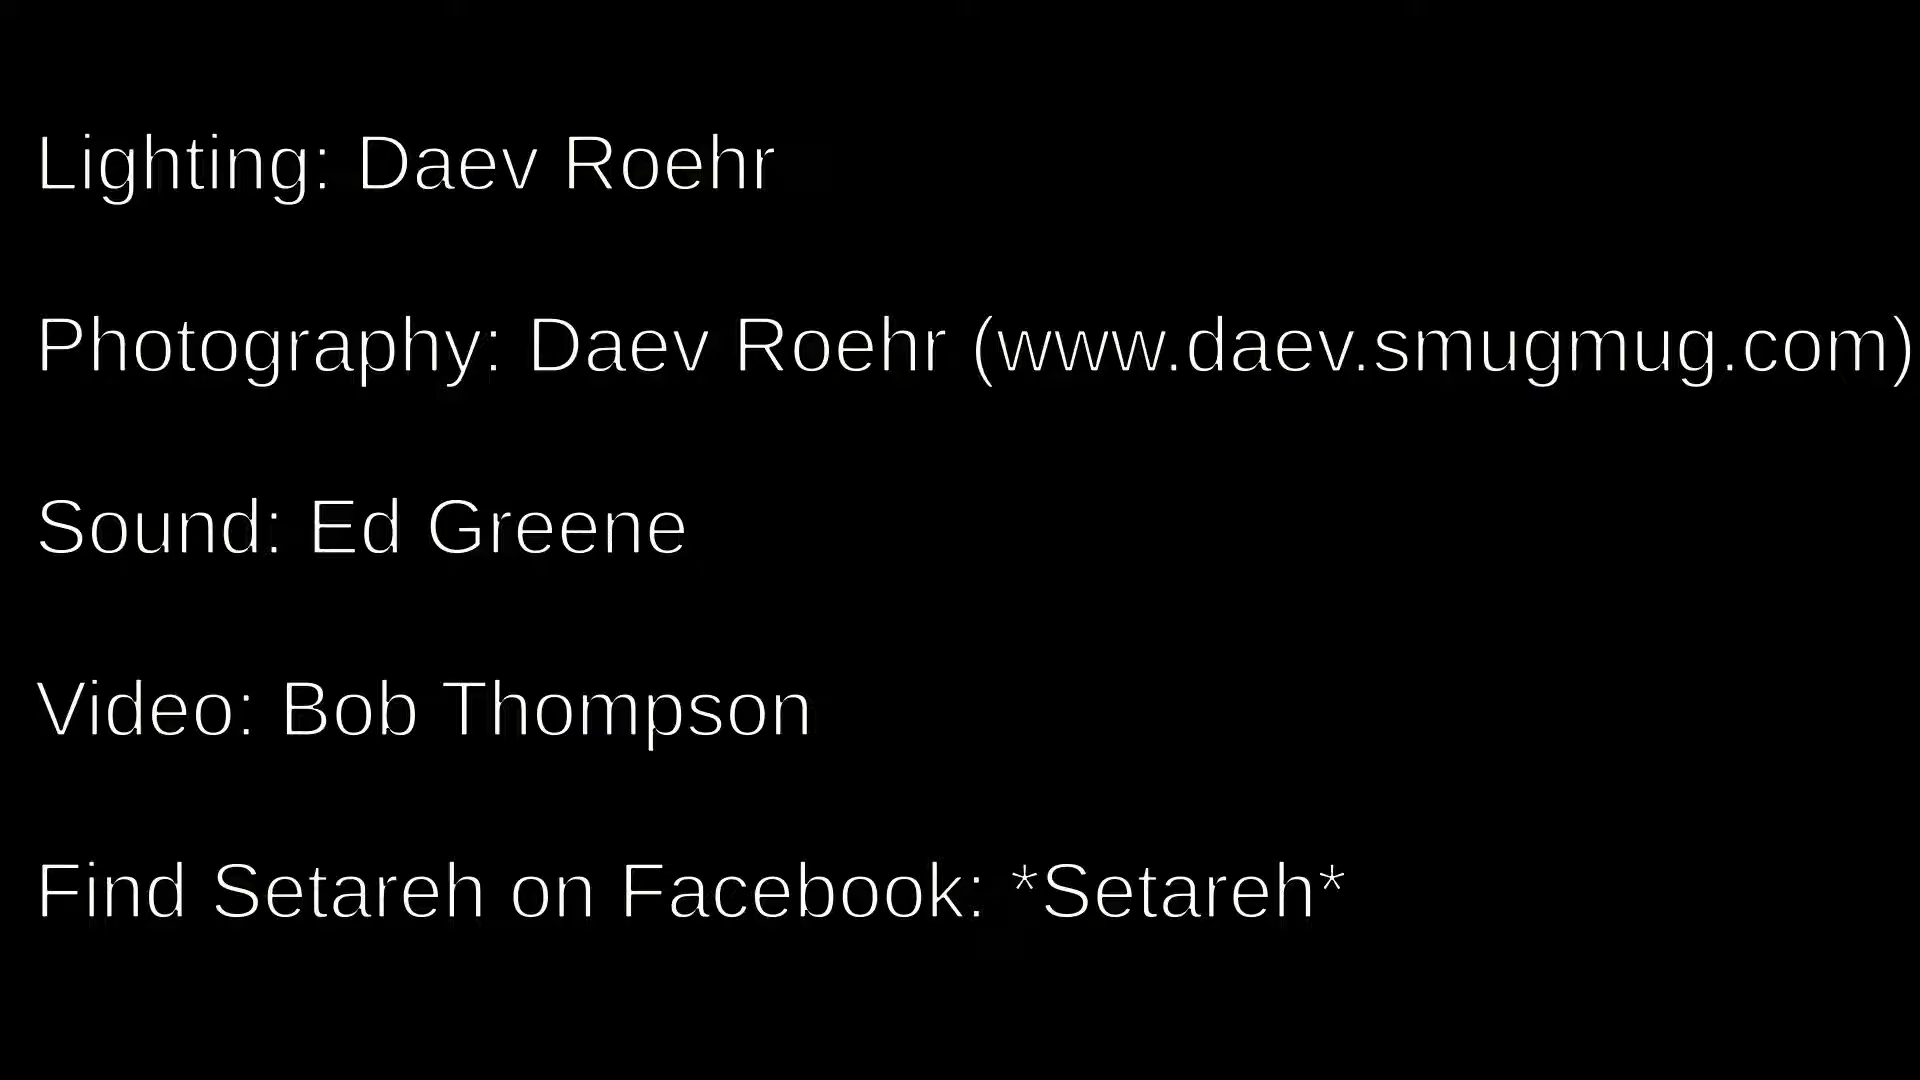 Lighting: Daev Roehr
Photography: Daev Roehr (www.daev.smugmug.com)
Sound: Ed Greene
Video: Bob Thompson
Find Setareh on Facebook: *Setareh*